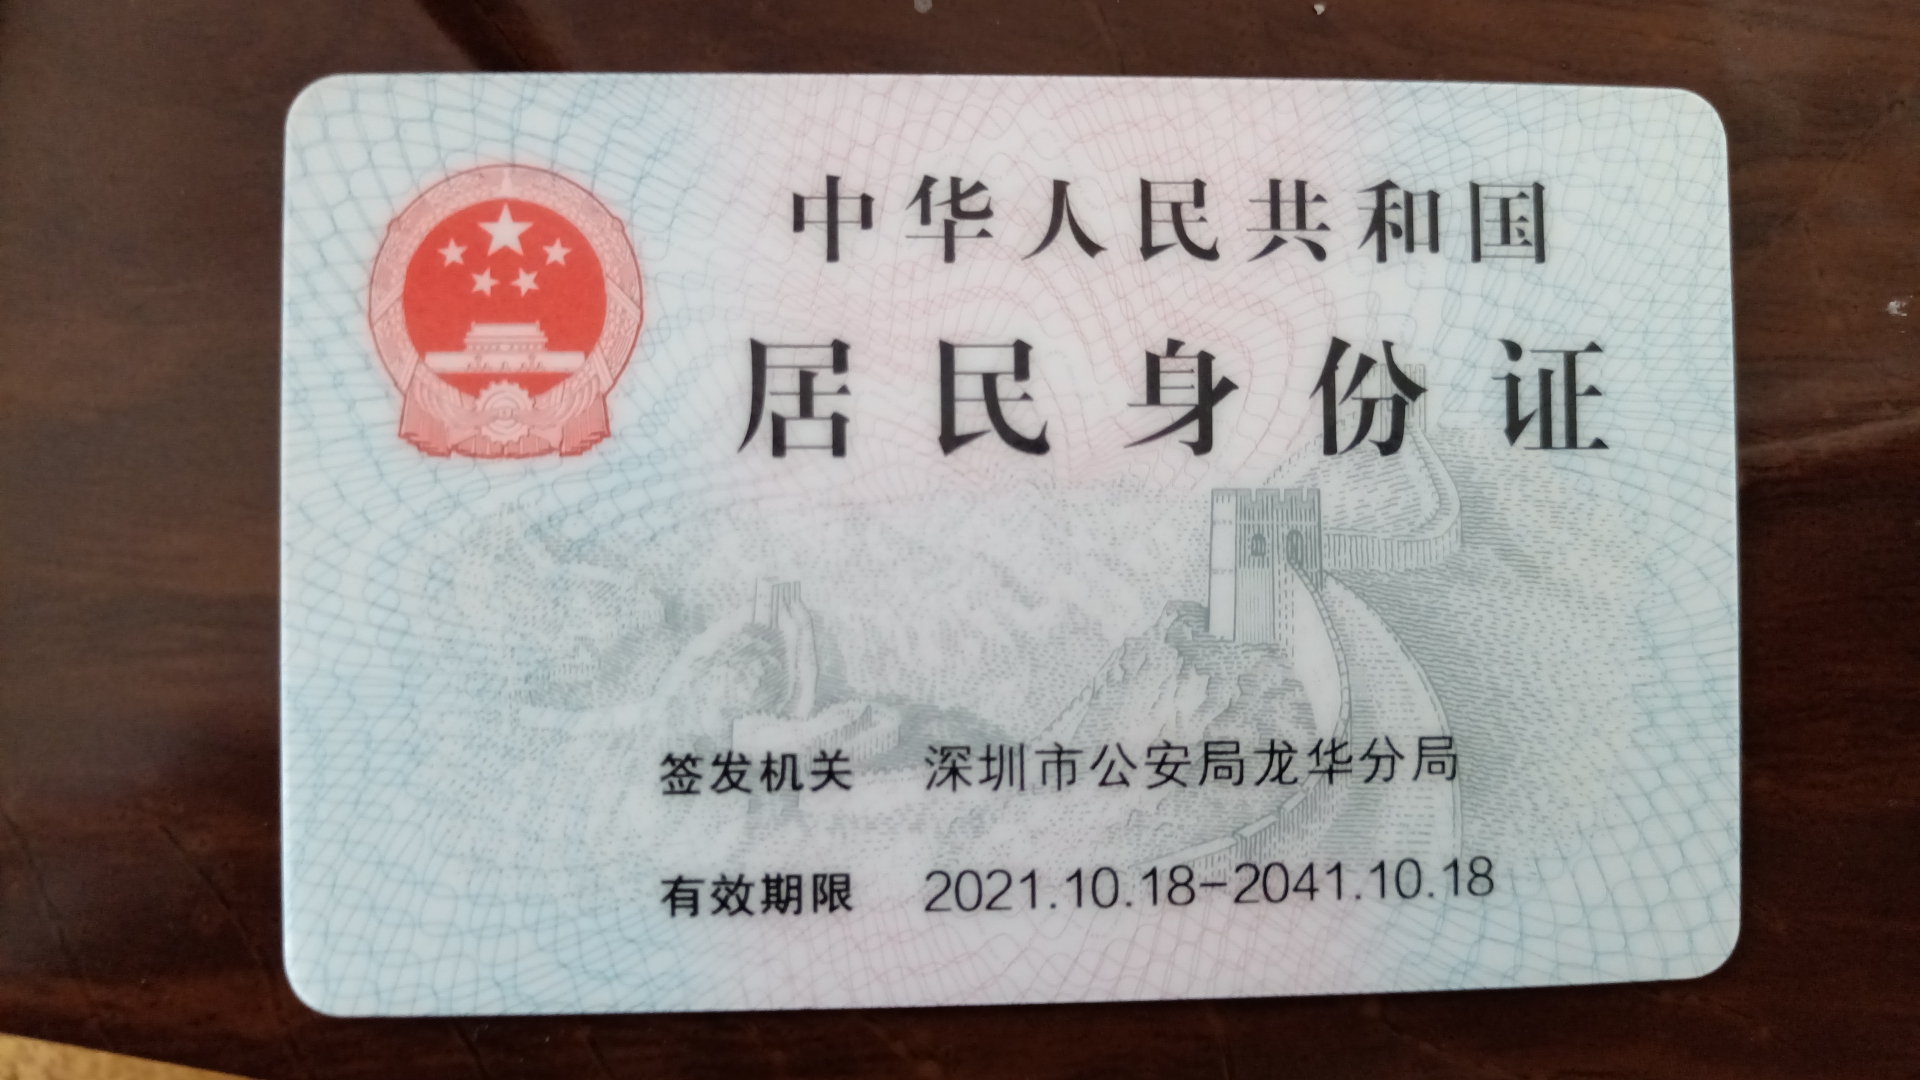 中华人民共和国
居民身份证
签发机关 深圳市公安局龙华分局
有效期限 2021.10.18-2041.10.18